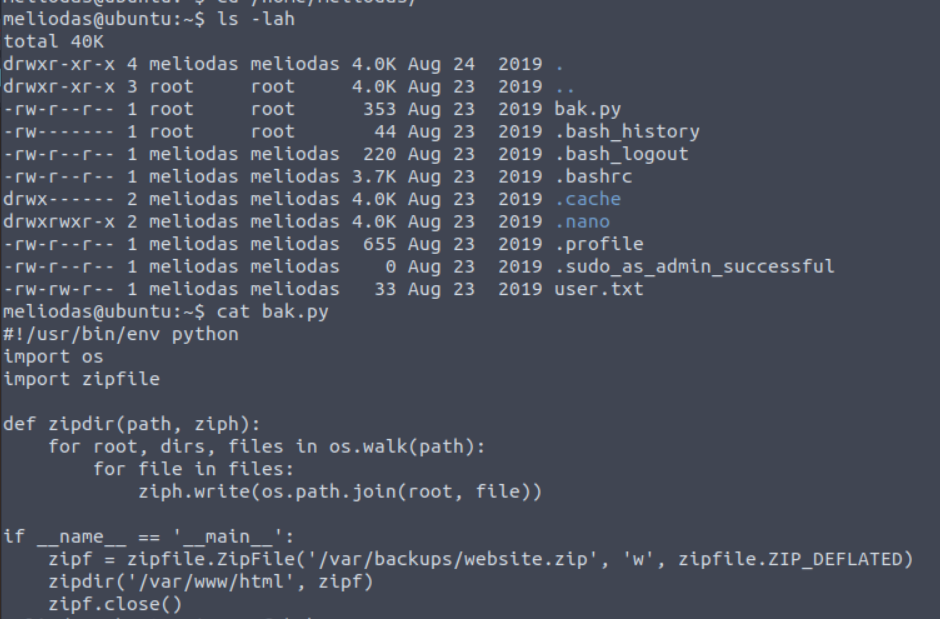 meliodas@ubuntu:~$ cd /home/meliodas/
meliodas@ubuntu:~$ ls -lah
total 40K
drwxr-xr-x 4 meliodas meliodas 4.0K Aug 24  2019 .
drwxr-xr-x 3 root     root     4.0K Aug 23  2019 ..
-rw-r--r-- 1 root     root      353 Aug 23  2019 bak.py
-rw------- 1 root     root       44 Aug 23  2019 .bash_history
-rw-r--r-- 1 meliodas meliodas  220 Aug 23  2019 .bash_logout
-rw-r--r-- 1 meliodas meliodas 3.7K Aug 23  2019 .bashrc
drwx------ 2 meliodas meliodas 4.0K Aug 23  2019 .cache
drwxrwxr-x 2 meliodas meliodas 4.0K Aug 23  2019 .nano
-rw-r--r-- 1 meliodas meliodas  655 Aug 23  2019 .profile
-rw-r--r-- 1 meliodas meliodas    0 Aug 23  2019 .sudo_as_admin_successful
-rw-rw-r-- 1 meliodas meliodas   33 Aug 23  2019 user.txt
meliodas@ubuntu:~$ cat bak.py
#!/usr/bin/env python
import os
import zipfile

def zipdir(path, ziph):
    for root, dirs, files in os.walk(path):
        for file in files:
            ziph.write(os.path.join(root, file))

if __name__ == '__main__':
    zipf = zipfile.ZipFile('/var/backups/website.zip', 'w', zipfile.ZIP_DEFLATED)
    zipdir('/var/www/html', zipf)
    zipf.close()